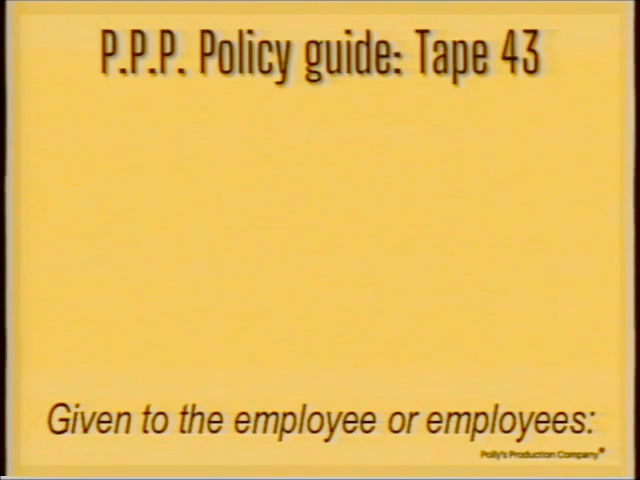 P.P.P. Policy guide: Tape 43
Given to the employee or employees:
Polly's Production Company®